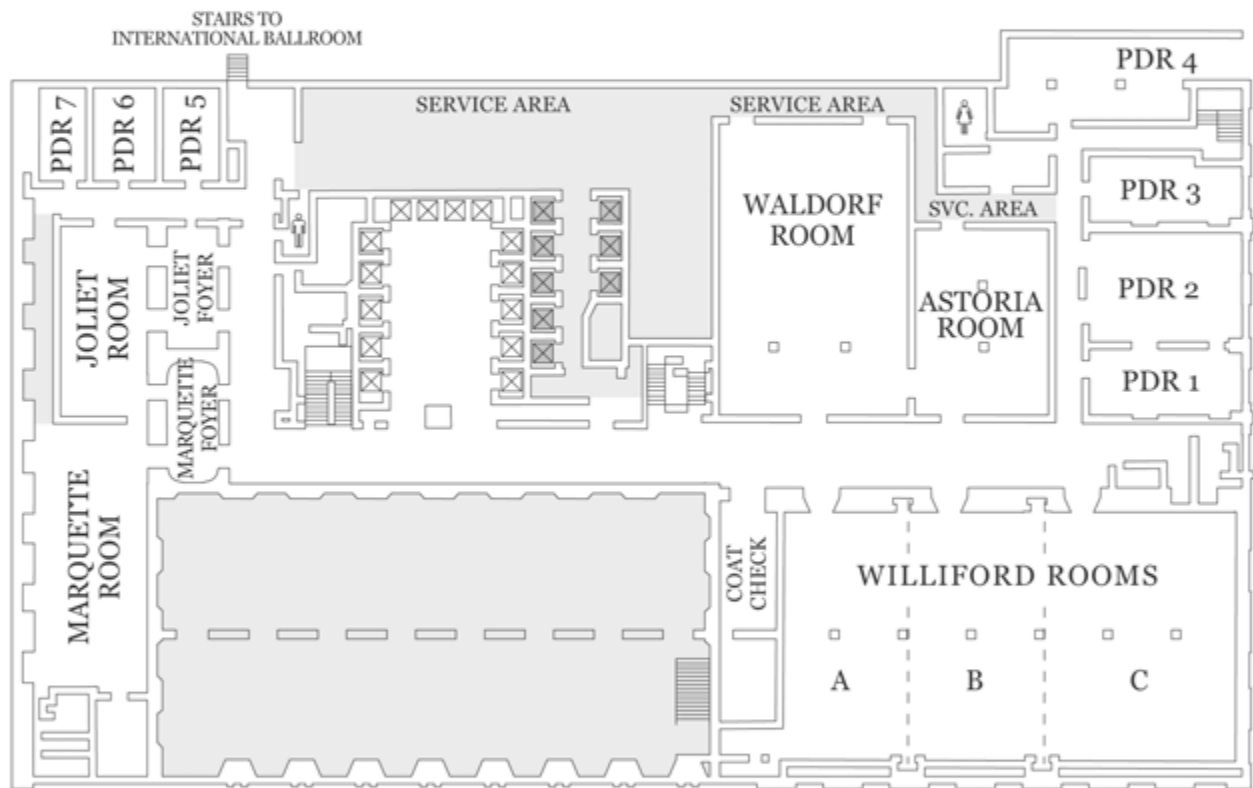 STAIRS TO
INTERNATIONAL BALLROOM
PDR 4
PDR 7
PDR 6
PDR 5
SERVICE AREA
SERVICE AREA
PDR 3
WALDORF
ROOM
SVC. AREA
JOLIET
ROOM
JOLIET
FOYER
PDR 2
ASTORIA
ROOM
PDR 1
MARQUETTE
FOYER
MARQUETTE
ROOM
COAT
CHECK
WILLIFORD ROOMS
A
B
C